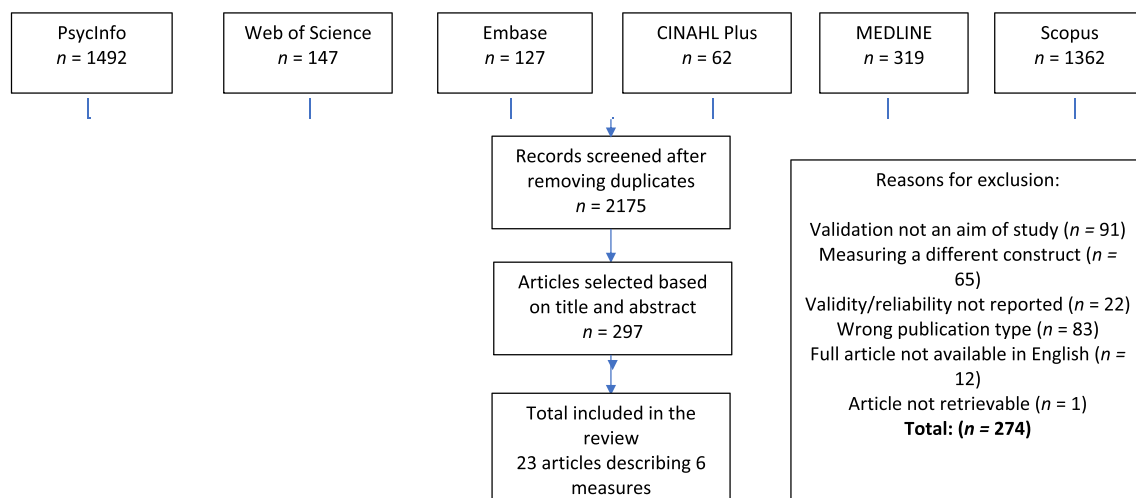 PsycInfo
n = 1492
Web of Science
n = 147
Embase
n = 127
CINAHL Plus
n = 62
MEDLINE
n = 319
Scopus
n = 1362
Records screened after
removing duplicates
n = 2175
Articles selected based
on title and abstract
n = 297
Total included in the
review
23 articles describing 6
measures
Reasons for exclusion:
Validation not an aim of study (n = 91)
Measuring a different construct (n =
65)
Validity/reliability not reported (n = 22)
Wrong publication type (n = 83)
Full article not available in English (n =
12)
Article not retrievable (n = 1)
Total: (n = 274)